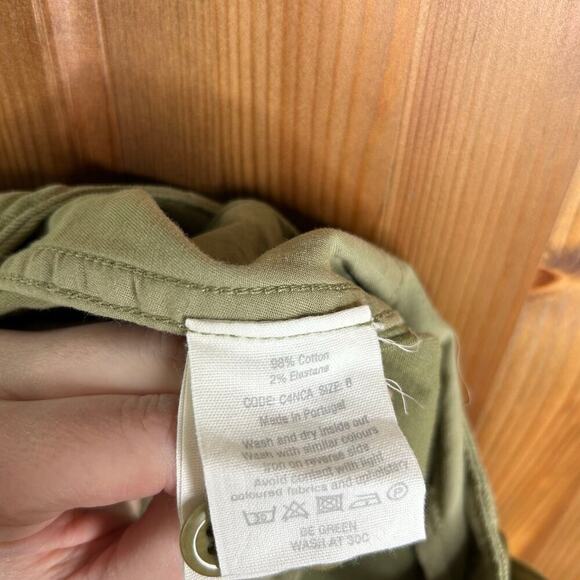 98% Cotton
2% Elastane
CODE: C4NCA SIZE: 8
Made in Portugal
Wash and dry inside out
Wash with similar colours
Iron on reverse side
Avoid contact with light
coloured fabrics and upholstery
BE GREEN
WASH AT 30C